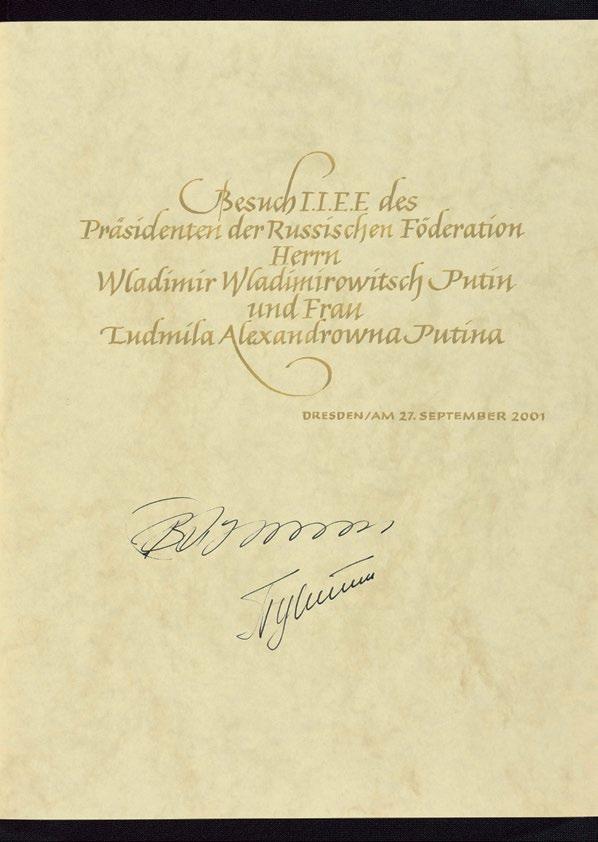 Besuch I.I.E.E des
Präsidenten der Russischen Föderation
Herrn
Wladimir Wladimirowitsch Putin
und Frau
Ludmila Alexandrowna Putina
DRESDEN/AM 27. SEPTEMBER 2001